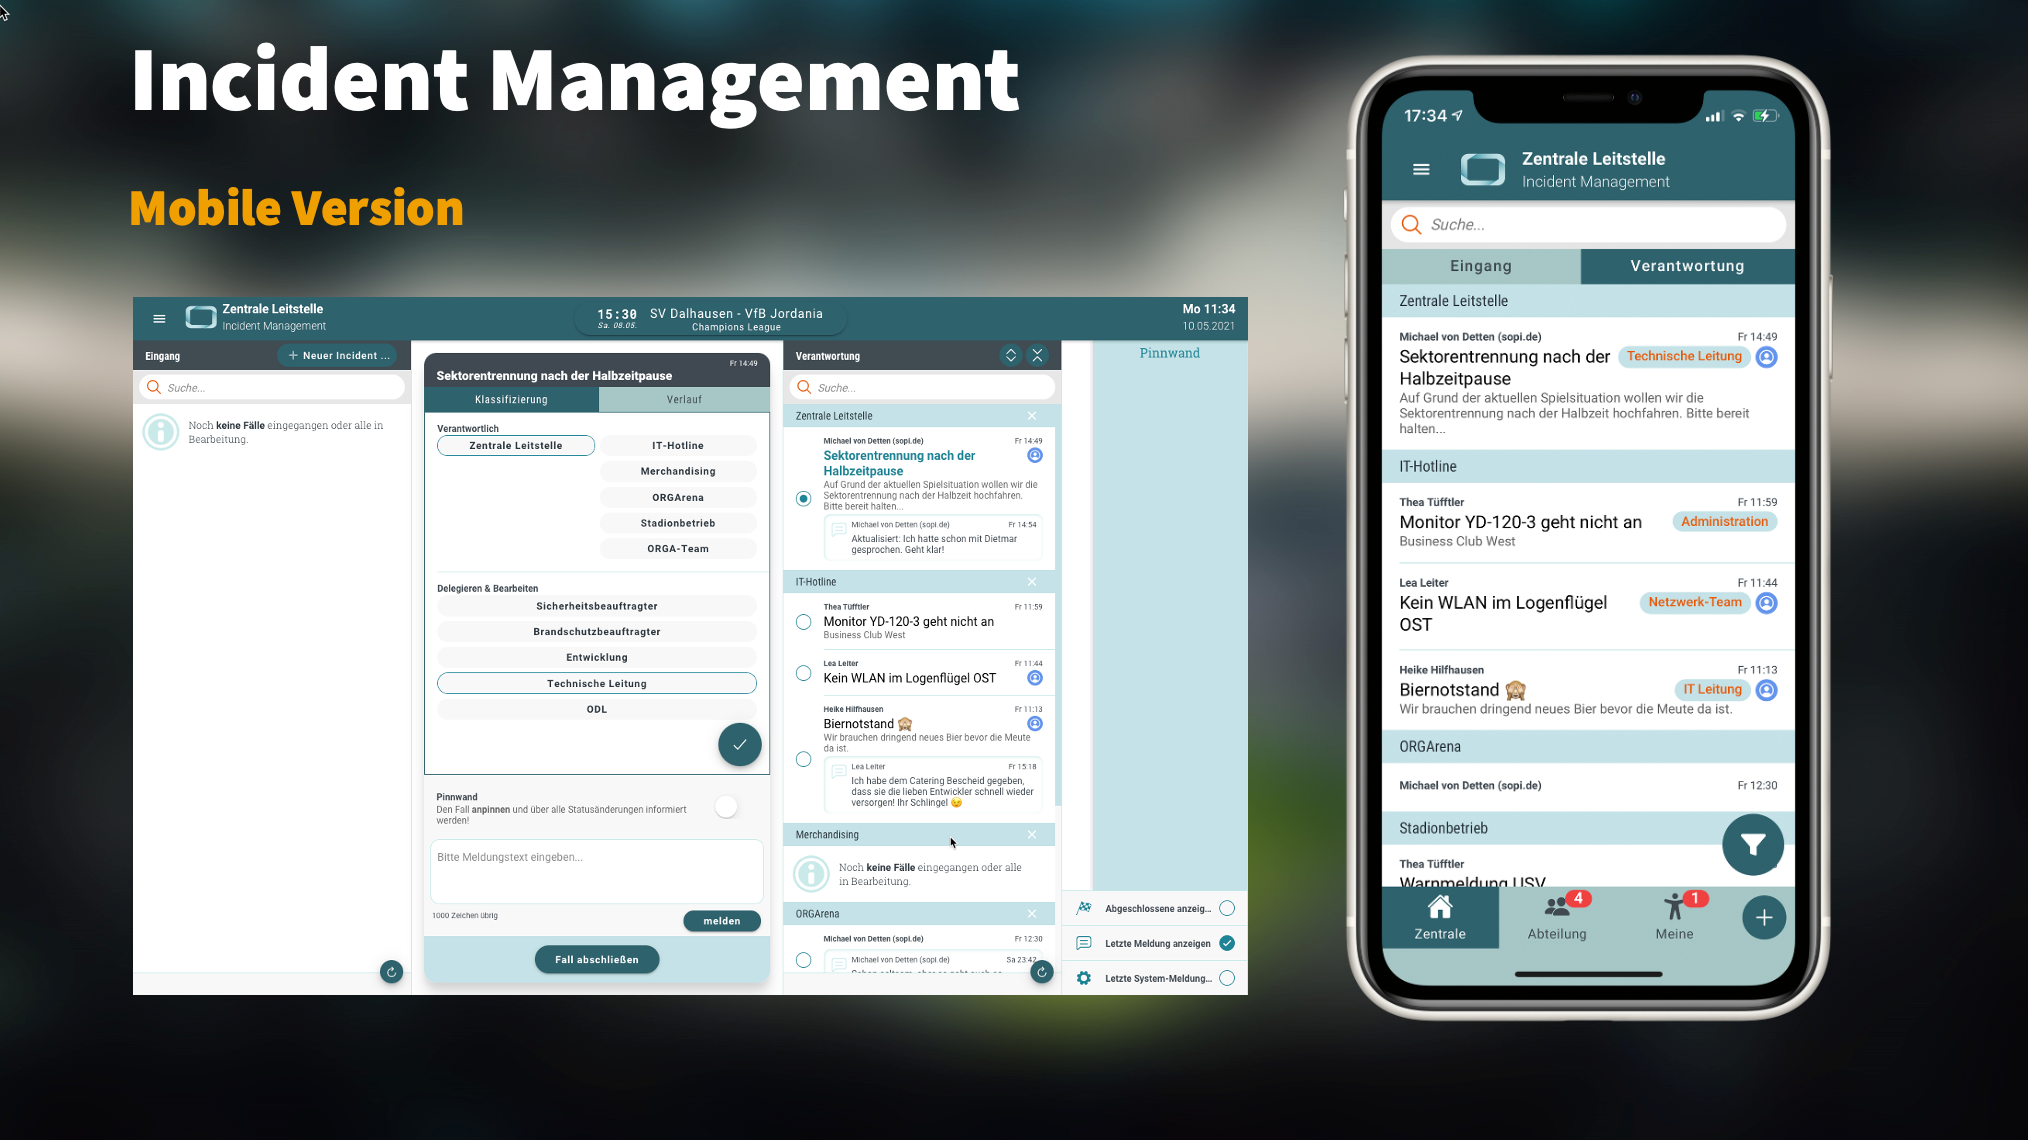 Incident Management
Mobile Version
Zentrale Leitstelle
Incident Management
15:30
Sa. 08.05.
SV Dalhausen - VfB Jordania
Champions League
Mo 11:34
10.05.2021
Eingang
+ Neuer Incident ...
Suche...
Noch keine Fälle eingegangen oder alle in
Bearbeitung.
Fr 14:49
Sektorentrennung nach der Halbzeitpause
Klassifizierung
Verlauf
Verantwortlich
Zentrale Leitstelle
IT-Hotline
Merchandising
ORGArena
Stadionbetrieb
ORGA-Team
Delegieren & Bearbeiten
Sicherheitsbeauftragter
Brandschutzbeauftragter
Entwicklung
Technische Leitung
ODL
Pinnwand
Den Fall anpinnen und über alle Statusänderungen informiert
werden!
Bitte Meldungstext eingeben...
1000 Zeichen übrig
melden
Fall abschließen
Verantwortung
Suche...
Zentrale Leitstelle
Michael von Detten (sopi.de)
Fr 14:49
Sektorentrennung nach der
Halbzeitpause
Auf Grund der aktuellen Spielsituation wollen wir die
Sektorentrennung nach der Halbzeit hochfahren.
Bitte bereit halten...
Michael von Detten (sopi.de)
Fr 14:54
Aktualisiert: Ich hatte schon mit Dietmar
gesprochen. Geht klar!
IT-Hotline
Thea Tüfftler
Fr 11:59
Monitor YD-120-3 geht nicht an
Business Club West
Lea Leiter
Fr 11:44
Kein WLAN im Logenflügel OST
Heike Hilfhausen
Fr 11:13
Biernotstand 🙈
Wir brauchen dringend neues Bier bevor die Meute
da ist.
Lea Leiter
Fr 15:18
Ich habe dem Catering Bescheid gegeben,
dass sie die lieben Entwickler schnell wieder
versorgen! Ihr Schlingel 😉
Merchandising
Noch keine Fälle eingegangen oder alle
in Bearbeitung.
ORGArena
Michael von Detten (sopi.de)
Fr 12:30
Michael von Detten (sopi.de)
Sa 23:42
Pinnwand
Abgeschlossene anzeig...
Letzte Meldung anzeigen
Letzte System-Meldung...
17:34
Zentrale Leitstelle
Incident Management
Suche...
Eingang
Verantwortung
Zentrale Leitstelle
Michael von Detten (sopi.de)
Fr 14:49
Sektorentrennung nach der
Halbzeitpause
Technische Leitung
Auf Grund der aktuellen Spielsituation wollen wir die
Sektorentrennung nach der Halbzeit hochfahren. Bitte bereit
halten...
IT-Hotline
Thea Tüfftler
Fr 11:59
Monitor YD-120-3 geht nicht an
Administration
Business Club West
Lea Leiter
Fr 11:44
Kein WLAN im Logenflügel
OST
Netzwerk-Team
Heike Hilfhausen
Fr 11:13
Biernotstand 🙈
IT Leitung
Wir brauchen dringend neues Bier bevor die Meute da ist.
ORGArena
Michael von Detten (sopi.de)
Fr 12:30
Stadionbetrieb
Thea Tüfftler
Warnmeldung USV
Zentrale
4
Abteilung
1
Meine